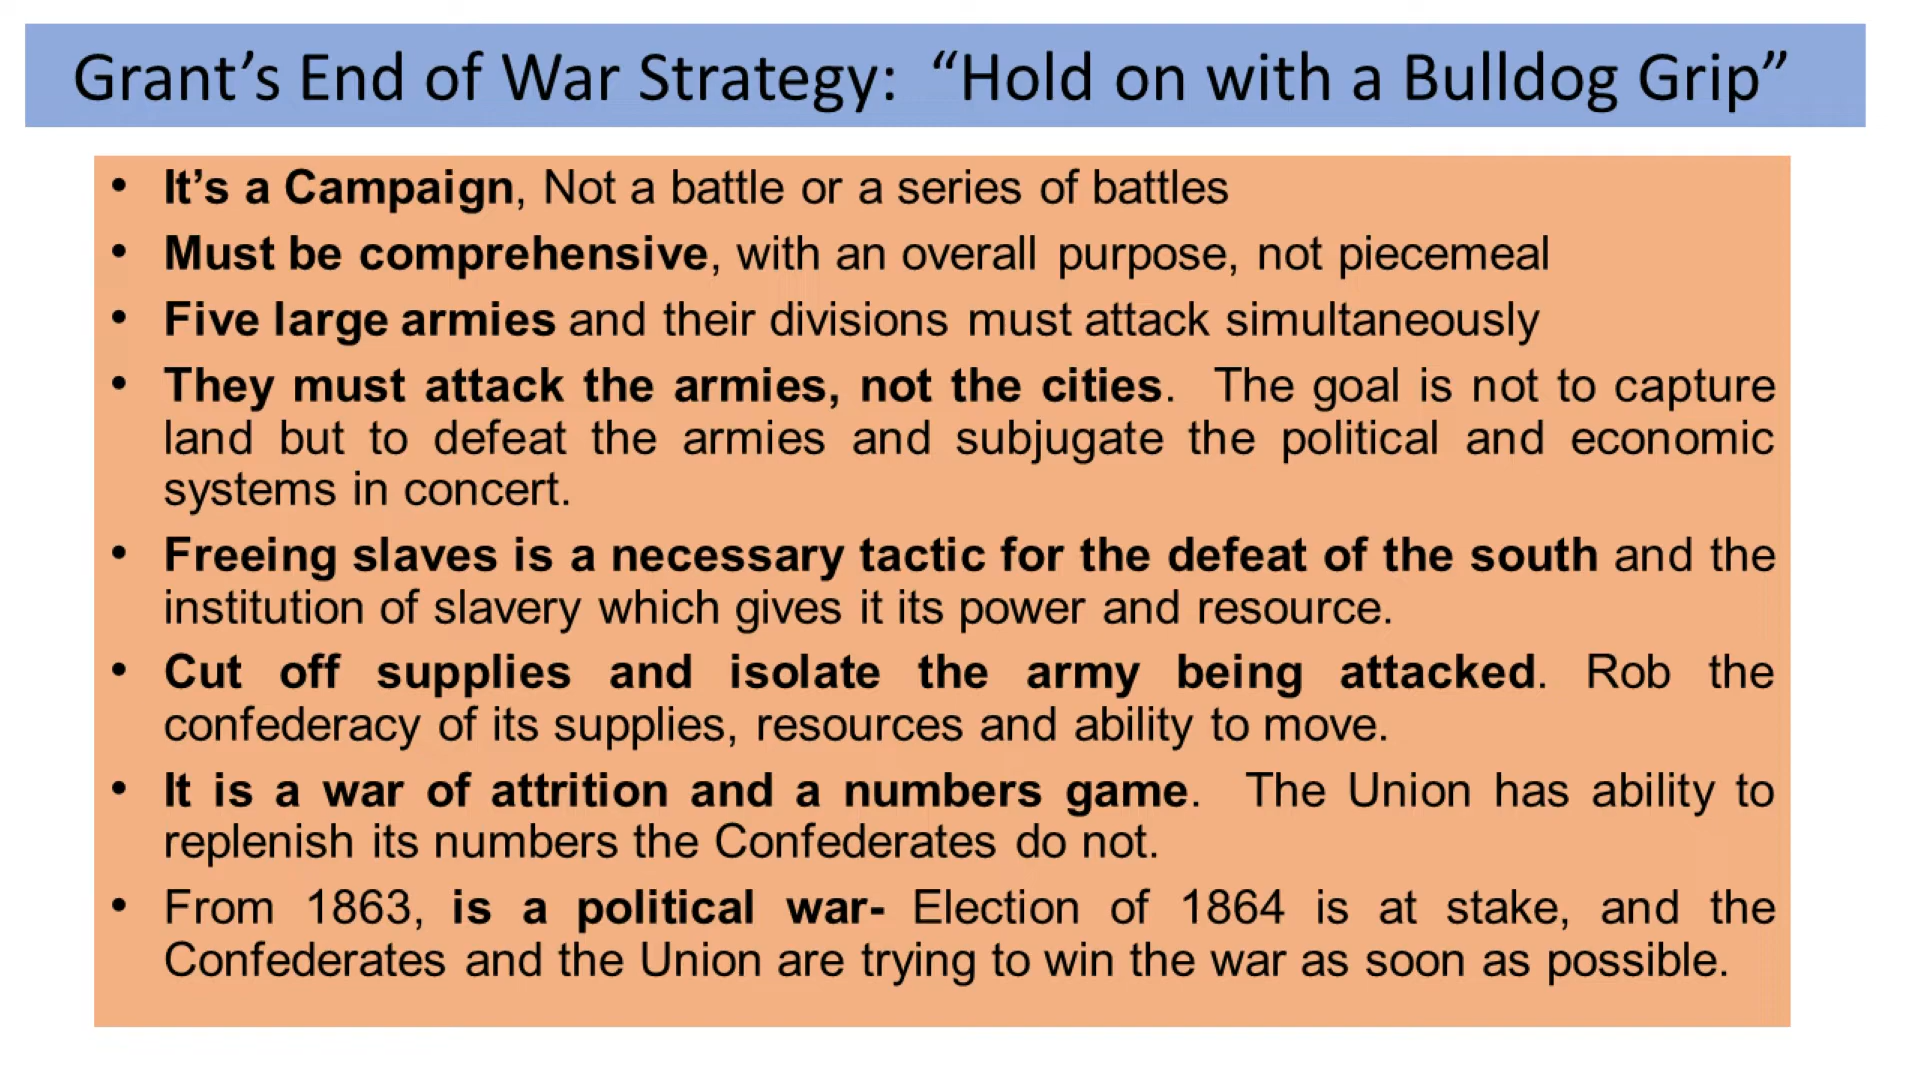 Grant’s End of War Strategy: “Hold on with a Bulldog Grip”
• It’s a Campaign, Not a battle or a series of battles
• Must be comprehensive, with an overall purpose, not piecemeal
• Five large armies and their divisions must attack simultaneously
• They must attack the armies, not the cities. The goal is not to capture
land but to defeat the armies and subjugate the political and economic
systems in concert.
• Freeing slaves is a necessary tactic for the defeat of the south and the
institution of slavery which gives it its power and resource.
• Cut off supplies and isolate the army being attacked. Rob the
confederacy of its supplies, resources and ability to move.
• It is a war of attrition and a numbers game. The Union has ability to
replenish its numbers the Confederates do not.
• From 1863, is a political war- Election of 1864 is at stake, and the
Confederates and the Union are trying to win the war as soon as possible.